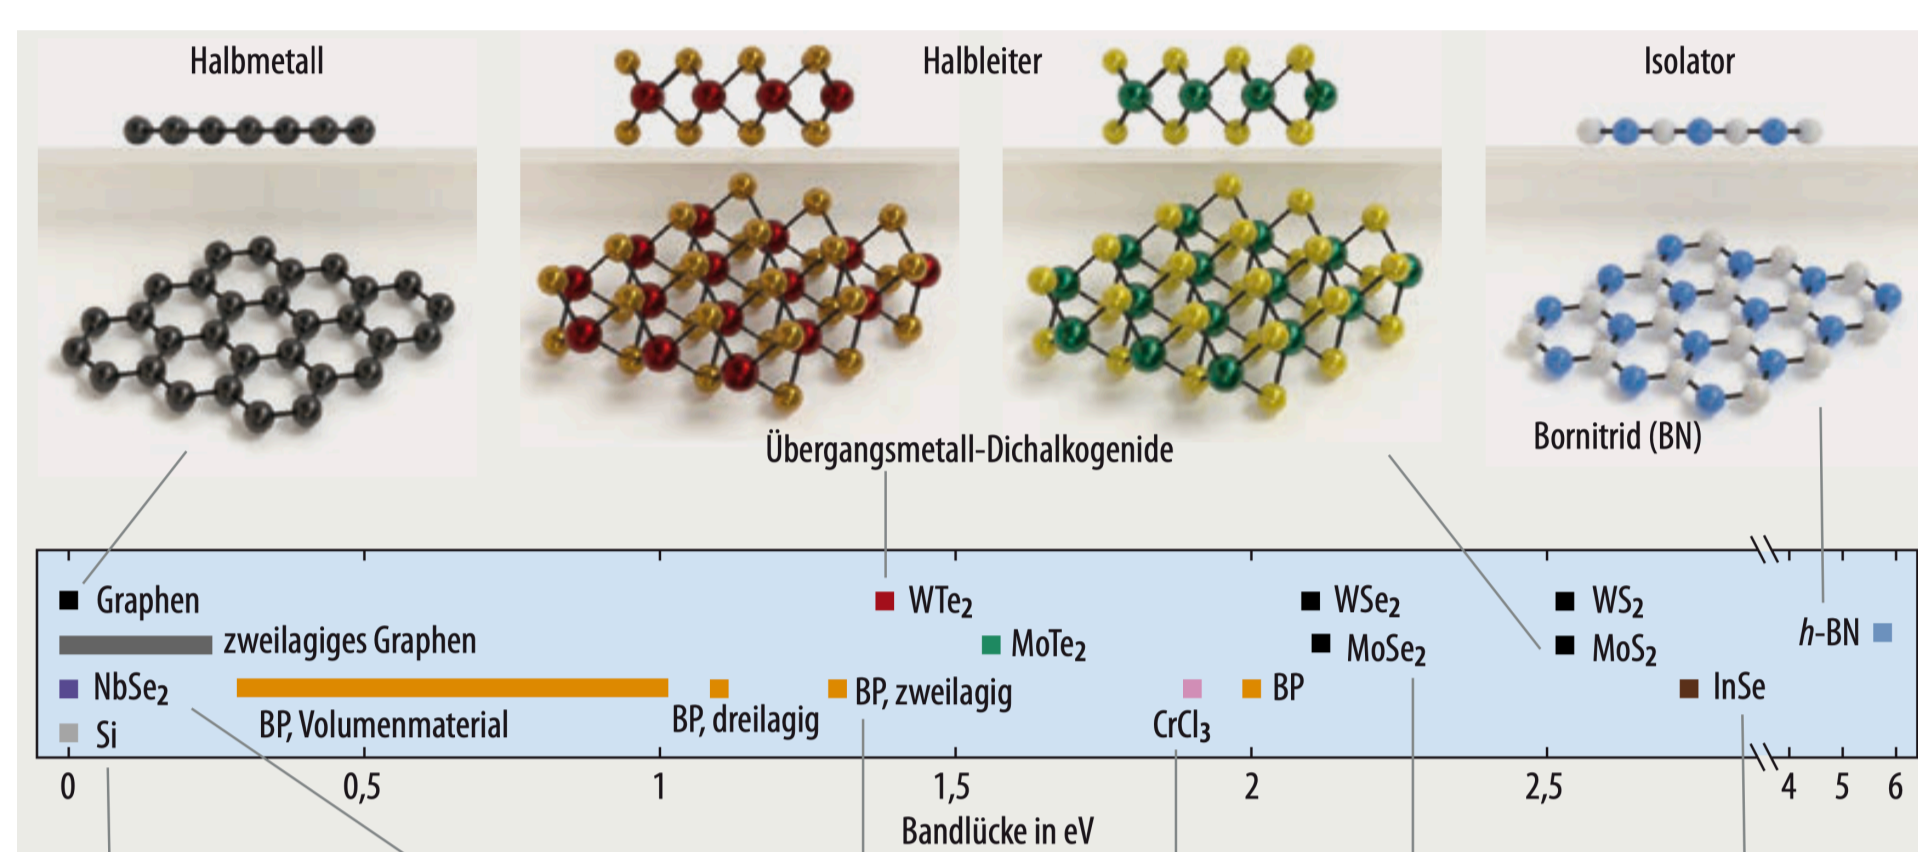 Halbmetall
Halbleiter
Isolator
Übergangsmetall-Dichalkogenide
Bornitrid (BN)
Graphen
WTe2
WSe2
WS2
zweilagiges Graphen
MoTe2
MoSe2
MoS2
h-BN
NbSe2
BP, Volumenmaterial
BP, dreilagig
BP, zweilagig
CrCl3
BP
InSe
Si
0 0,5 1 1,5 2 2,5 4 5 6
Bandlücke in eV